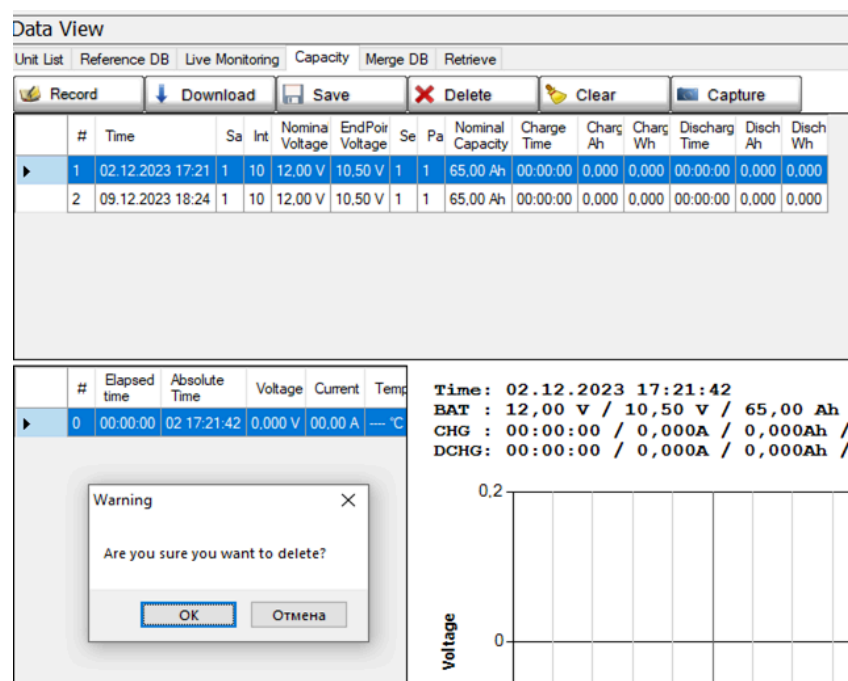 Data View
Unit List Reference DB Live Monitoring Capacity Merge DB Retrieve
Record Download Save Delete Clear Capture
# Time Sa Int Nomina Voltage EndPoir Voltage Se Pa Nominal Capacity Charge Time Charg Ah Charg Wh Discharg Time Disch Ah Disch Wh
1 02.12.2023 17:21 1 10 12,00 V 10,50 V 1 1 65,00 Ah 00:00:00 0,000 0,000 00:00:00 0,000 0,000
2 09.12.2023 18:24 1 10 12,00 V 10,50 V 1 1 65,00 Ah 00:00:00 0,000 0,000 00:00:00 0,000 0,000
# Elapsed time Absolute Time Voltage Current Temp
0 00:00:00 02 17:21:42 0,000 V 00,00 A ---- °C
Time: 02.12.2023 17:21:42
BAT : 12,00 V / 10,50 V / 65,00 Ah
CHG : 00:00:00 / 0,000A / 0,000Ah /
DCHG: 00:00:00 / 0,000A / 0,000Ah /
Warning
Are you sure you want to delete?
OK Отмена
0,2
0
Voltage